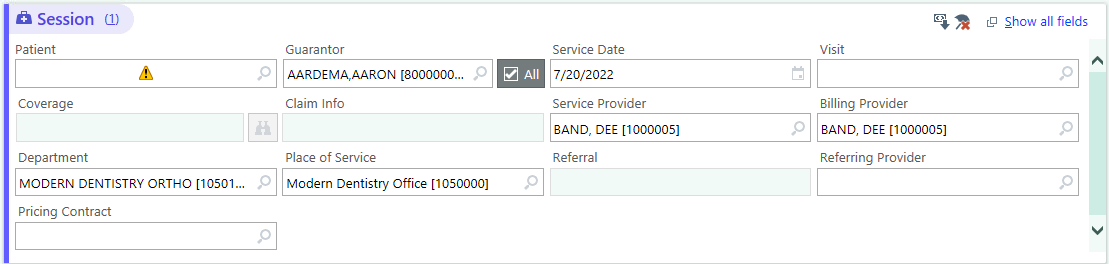 Session (1)
Show all fields
Patient Guarantor Service Date Visit
AARDEMA,AARON [8000000... All 7/20/2022
Coverage Claim Info Service Provider Billing Provider
BAND, DEE [1000005] BAND, DEE [1000005]
Department Place of Service Referral Referring Provider
MODERN DENTISTRY ORTHO [10501... Modern Dentistry Office [1050000]
Pricing Contract